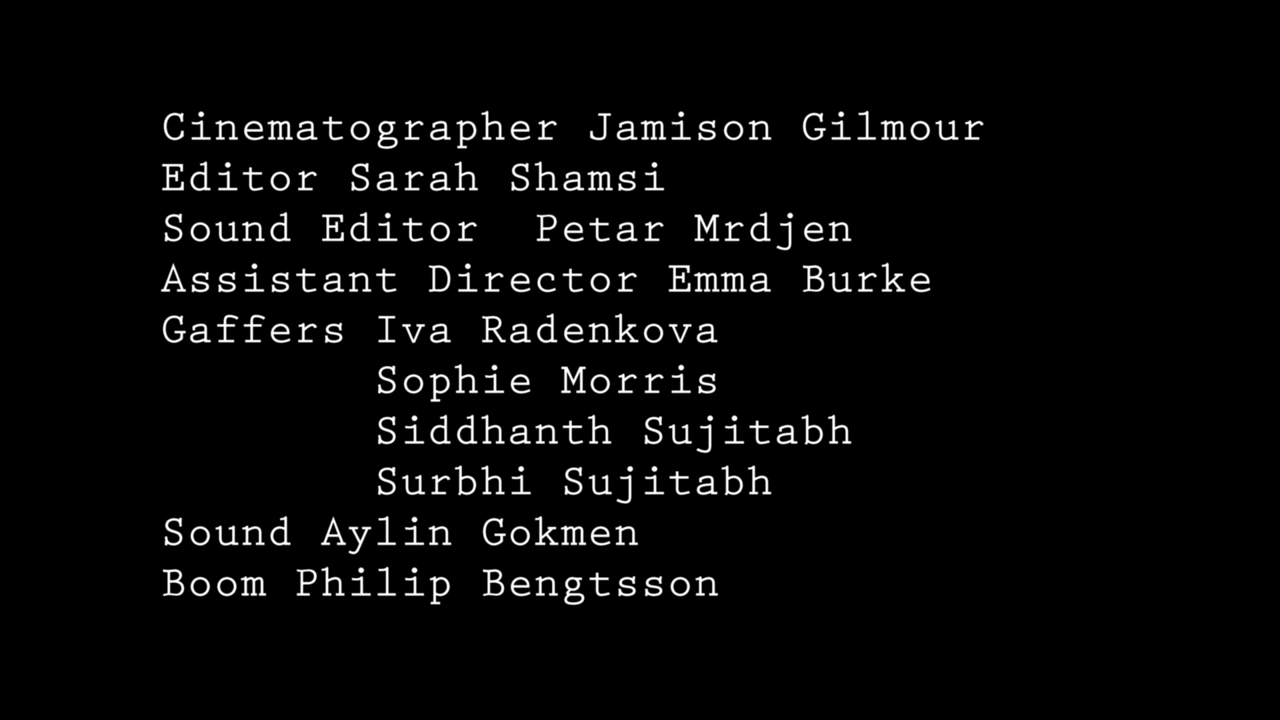 Cinematographer Jamison Gilmour
Editor Sarah Shamsi
Sound Editor  Petar Mrdjen
Assistant Director Emma Burke
Gaffers Iva Radenkova
Sophie Morris
Siddhanth Sujitabh
Surbhi Sujitabh
Sound Aylin Gokmen
Boom Philip Bengtsson